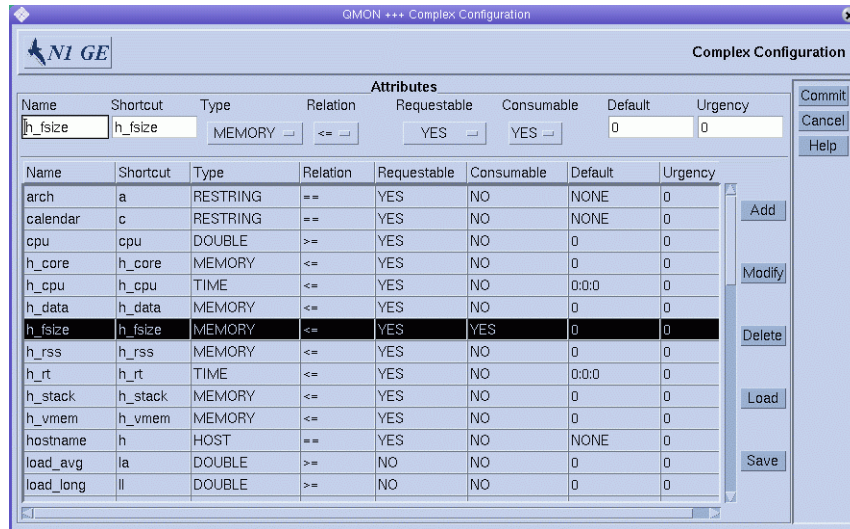 QMON +++ Complex Configuration
N1 GE
Complex Configuration
Attributes
Name Shortcut Type Relation Requestable Consumable Default Urgency
h_fsize h_fsize MEMORY <= YES YES 0 0
Commit
Cancel
Help
Name Shortcut Type Relation Requestable Consumable Default Urgency
arch a RESTRING == YES NO NONE 0
calendar c RESTRING == YES NO NONE 0
cpu cpu DOUBLE >= YES NO 0 0
h_core h_core MEMORY <= YES NO 0 0
h_cpu h_cpu TIME <= YES NO 0:0:0 0
h_data h_data MEMORY <= YES NO 0 0
h_fsize h_fsize MEMORY <= YES YES 0 0
h_rss h_rss MEMORY <= YES NO 0 0
h_rt h_rt TIME <= YES NO 0:0:0 0
h_stack h_stack MEMORY <= YES NO 0 0
h_vmem h_vmem MEMORY <= YES NO 0 0
hostname h HOST == YES NO NONE 0
load_avg la DOUBLE >= NO NO 0 0
load_long ll DOUBLE >= NO NO 0 0
Add
Modify
Delete
Load
Save